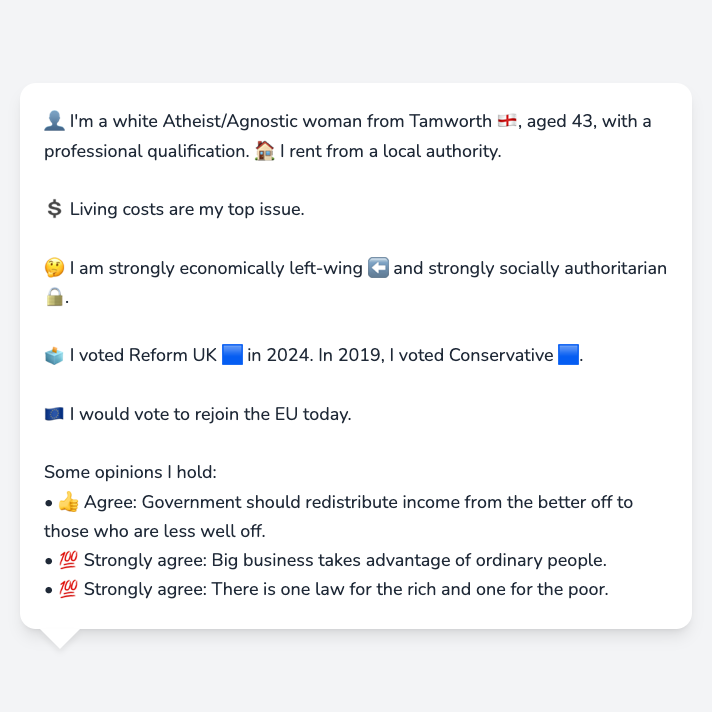 👤 I'm a white Atheist/Agnostic woman from Tamworth 🏴󠁧󠁢󠁥󠁮󠁧󠁿, aged 43, with a
professional qualification. 🏠 I rent from a local authority.
💲 Living costs are my top issue.
🤔 I am strongly economically left-wing ⬅️ and strongly socially authoritarian
🔒.
🗳️ I voted Reform UK 🟦 in 2024. In 2019, I voted Conservative 🟦.
🇪🇺 I would vote to rejoin the EU today.
Some opinions I hold:
• 👍 Agree: Government should redistribute income from the better off to
those who are less well off.
• 💯 Strongly agree: Big business takes advantage of ordinary people.
• 💯 Strongly agree: There is one law for the rich and one for the poor.